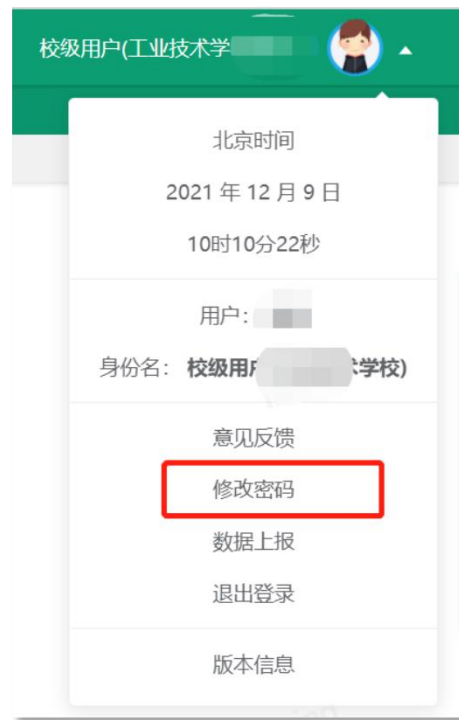 校级用户(工业技术学
北京时间
2021 年 12 月 9 日
10时10分22秒
用户:
身份名: 校级用户 学校)
意见反馈
修改密码
数据上报
退出登录
版本信息